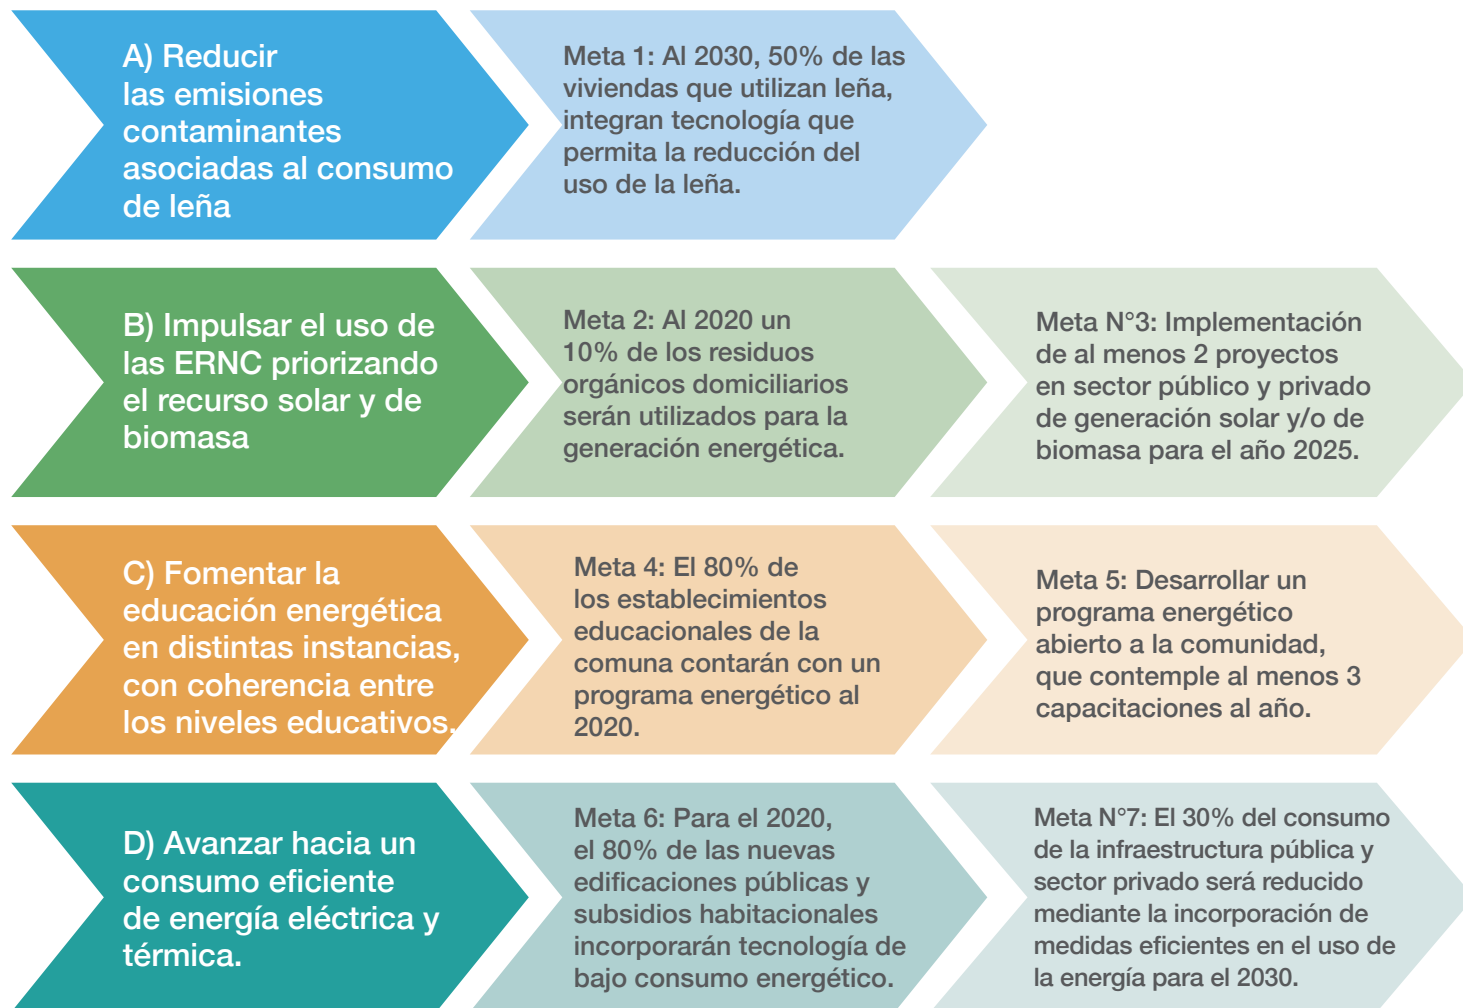 A) Reducir
las emisiones
contaminantes
asociadas al consumo
de leña
Meta 1: Al 2030, 50% de las
viviendas que utilizan leña,
integran tecnología que
permita la reducción del
uso de la leña.
B) Impulsar el uso de
las ERNC priorizando
el recurso solar y de
biomasa
Meta 2: Al 2020 un
10% de los residuos
orgánicos domiciliarios
serán utilizados para la
generación energética.
Meta N°3: Implementación
de al menos 2 proyectos
en sector público y privado
de generación solar y/o de
biomasa para el año 2025.
C) Fomentar la
educación energética
en distintas instancias,
con coherencia entre
los niveles educativos.
Meta 4: El 80% de
los establecimientos
educacionales de la
comuna contarán con un
programa energético al
2020.
Meta 5: Desarrollar un
programa energético
abierto a la comunidad,
que contemple al menos 3
capacitaciones al año.
D) Avanzar hacia un
consumo eficiente
de energía eléctrica y
térmica.
Meta 6: Para el 2020,
el 80% de las nuevas
edificaciones públicas y
subsidios habitacionales
incorporarán tecnología de
bajo consumo energético.
Meta N°7: El 30% del consumo
de la infraestructura pública y
sector privado será reducido
mediante la incorporación de
medidas eficientes en el uso de
la energía para el 2030.